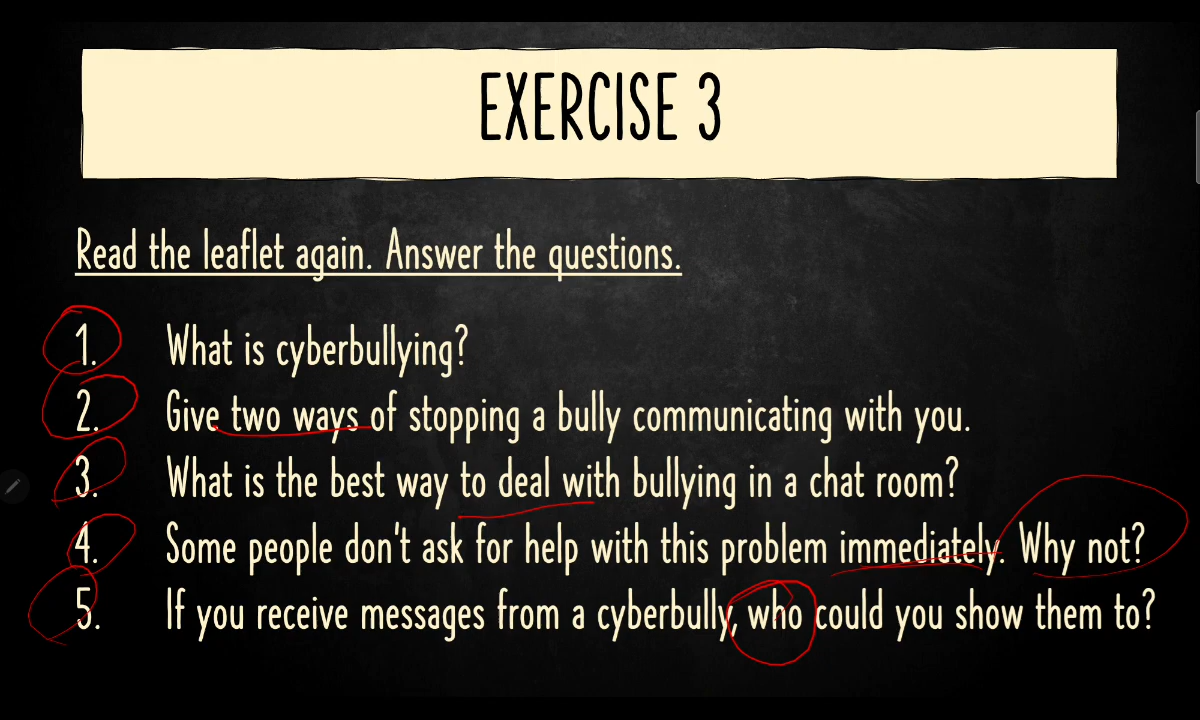 EXERCISE 3
Read the leaflet again. Answer the questions.
1. What is cyberbullying?
2. Give two ways of stopping a bully communicating with you.
3. What is the best way to deal with bullying in a chat room?
4. Some people don't ask for help with this problem immediately. Why not?
5. If you receive messages from a cyberbully, who could you show them to?